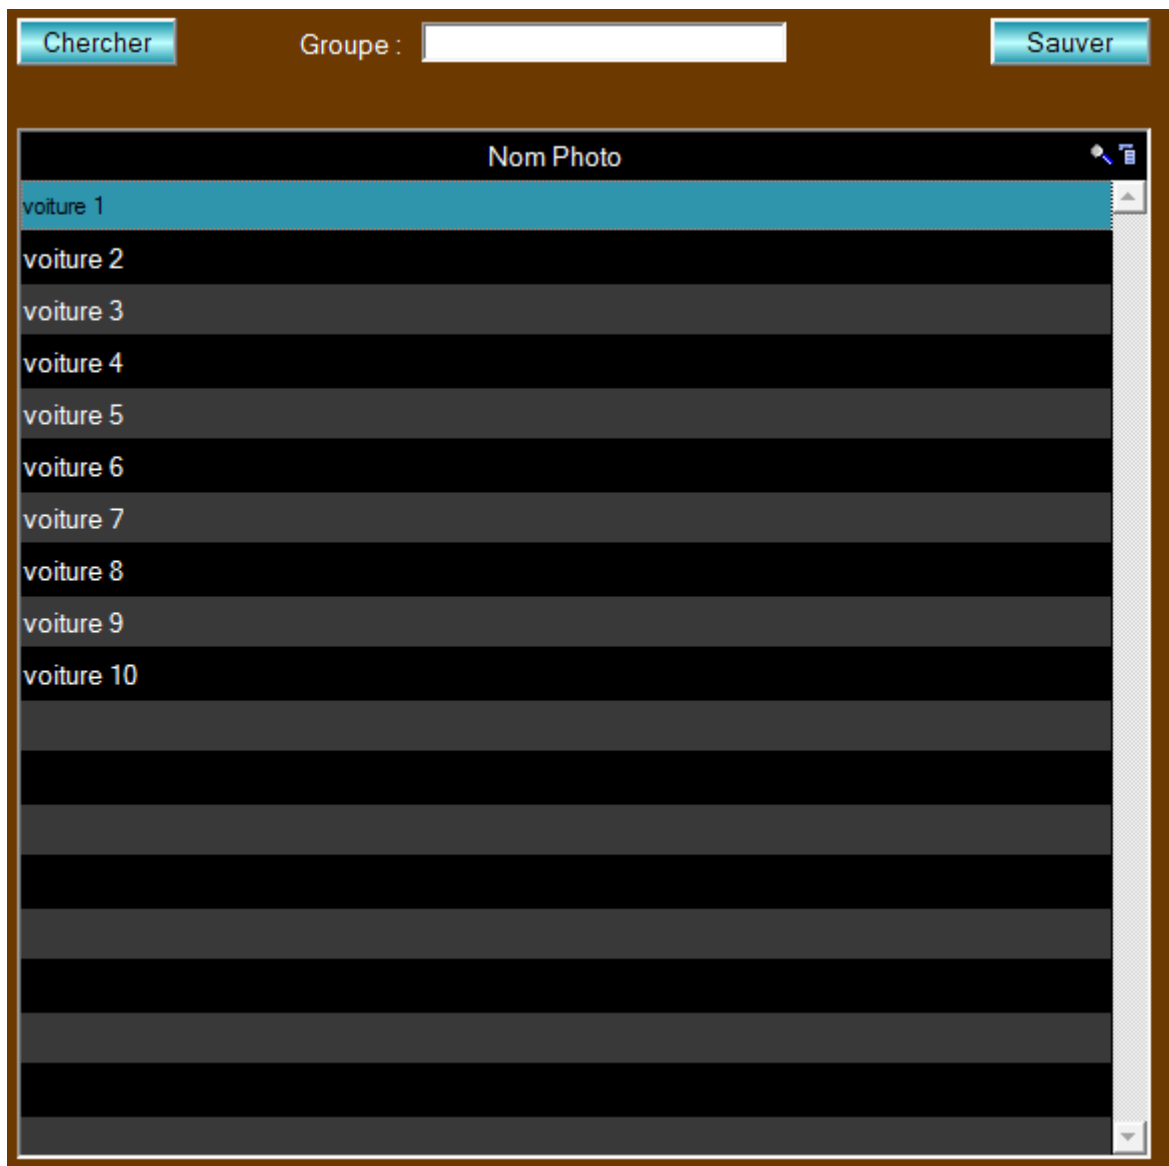 Chercher Groupe : Sauver
Nom Photo
voiture 1
voiture 2
voiture 3
voiture 4
voiture 5
voiture 6
voiture 7
voiture 8
voiture 9
voiture 10